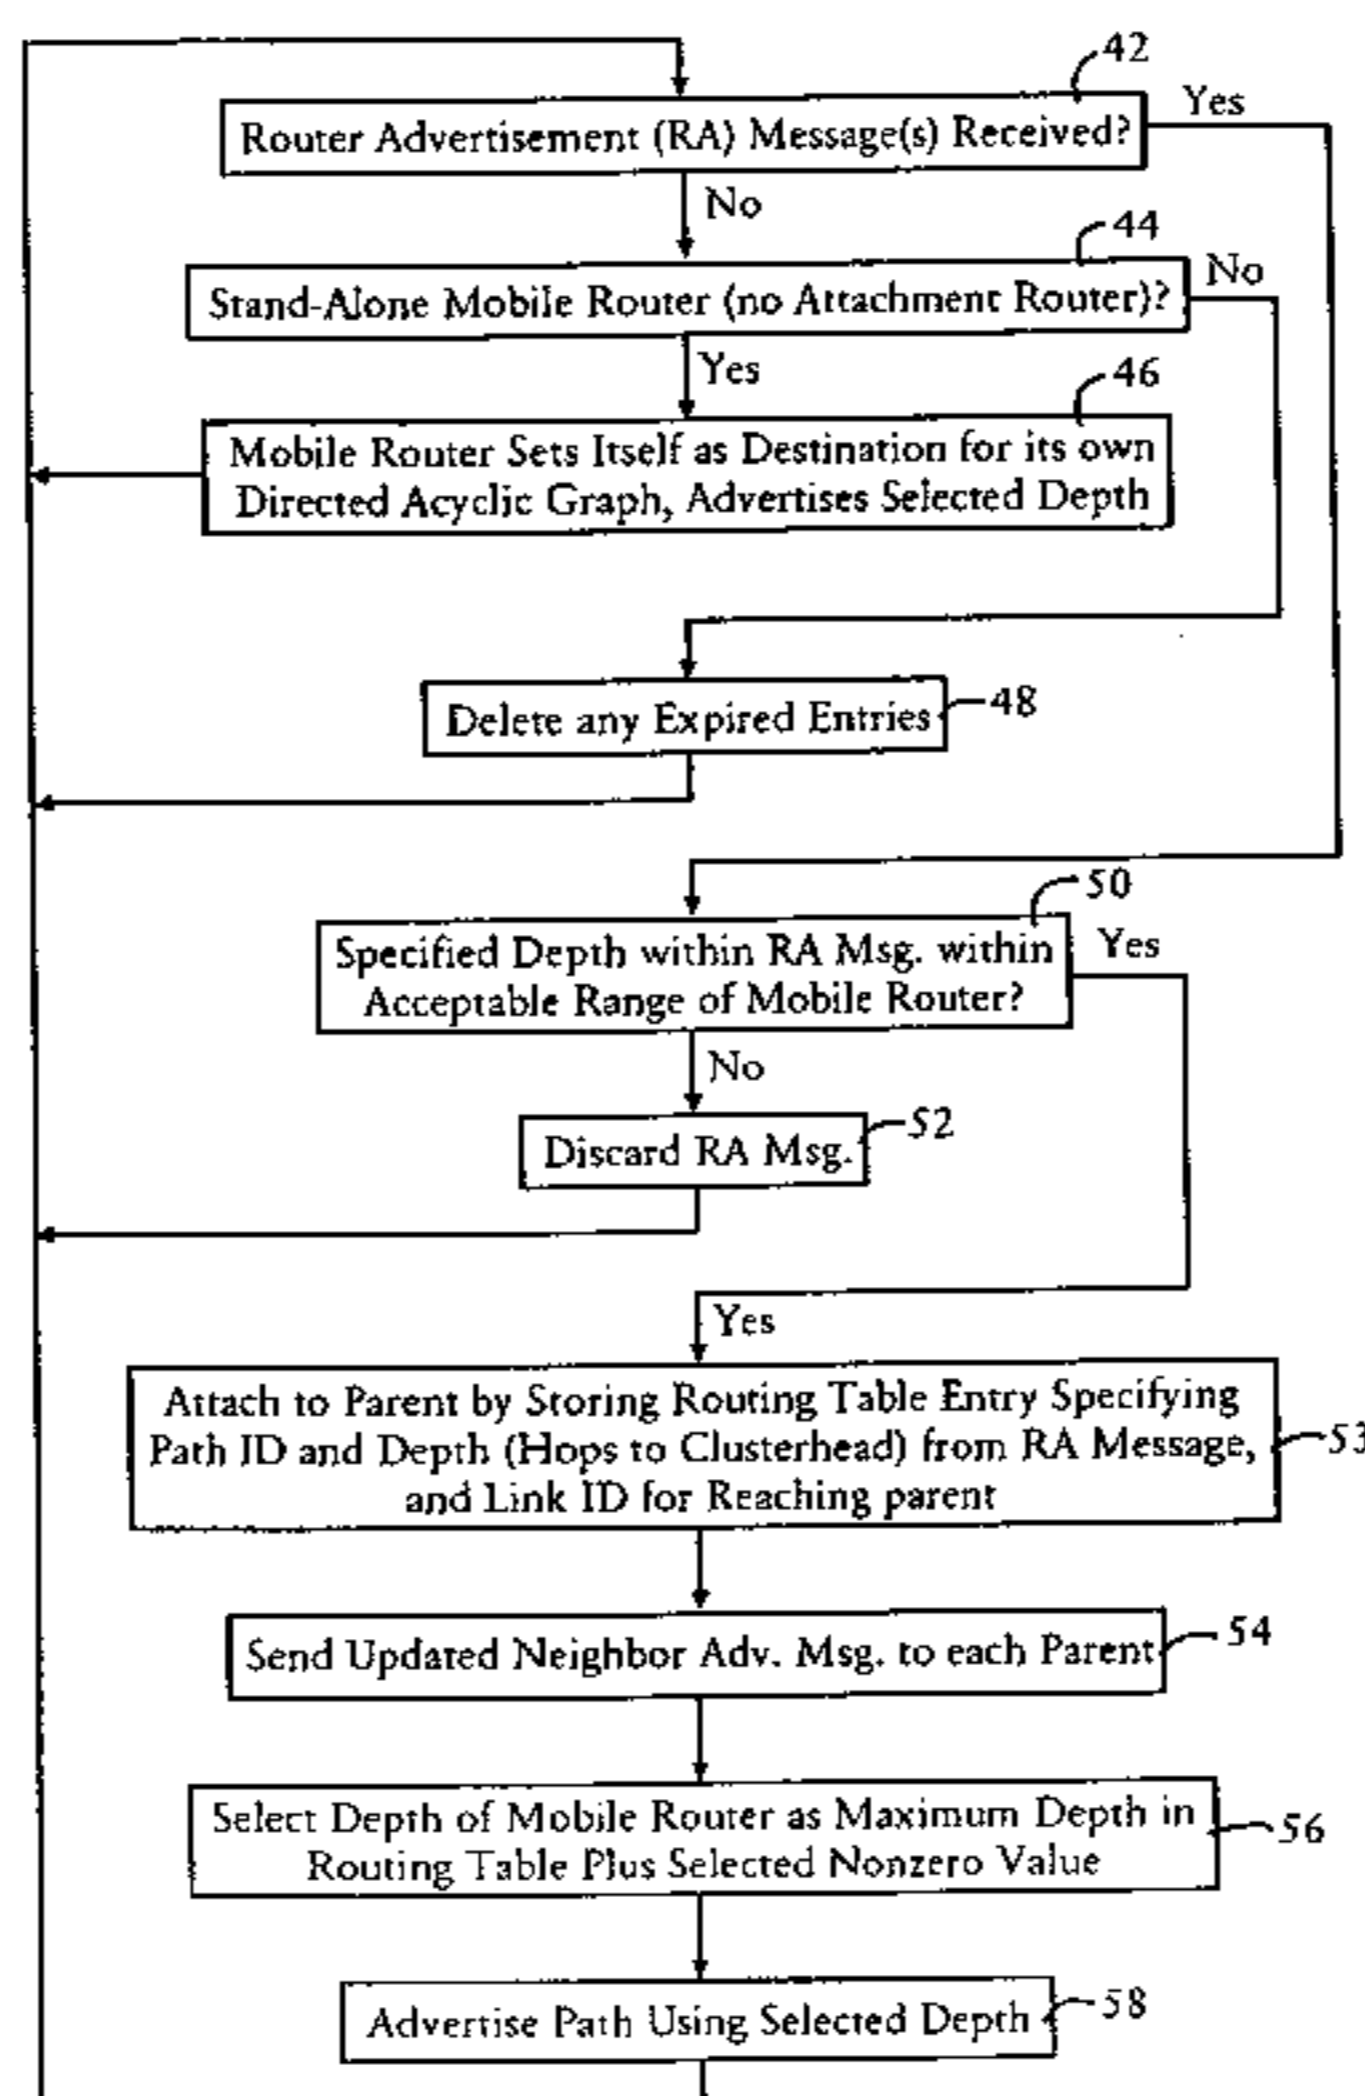 42
Router Advertisement (RA) Message(s) Received?
Yes
No
44
Stand-Alone Mobile Router (no Attachment Router)?
No
Yes
46
Mobile Router Sets Itself as Destination for its own
Directed Acyclic Graph, Advertises Selected Depth
Delete any Expired Entries
48
50
Specified Depth within RA Msg. within
Acceptable Range of Mobile Router?
Yes
No
52
Discard RA Msg.
Yes
Attach to Parent by Storing Routing Table Entry Specifying
Path ID and Depth (Hops to Clusterhead) from RA Message,
and Link ID for Reaching parent
53
Send Updated Neighbor Adv. Msg. to each Parent
54
Select Depth of Mobile Router as Maximum Depth in
Routing Table Plus Selected Nonzero Value
56
Advertise Path Using Selected Depth
58